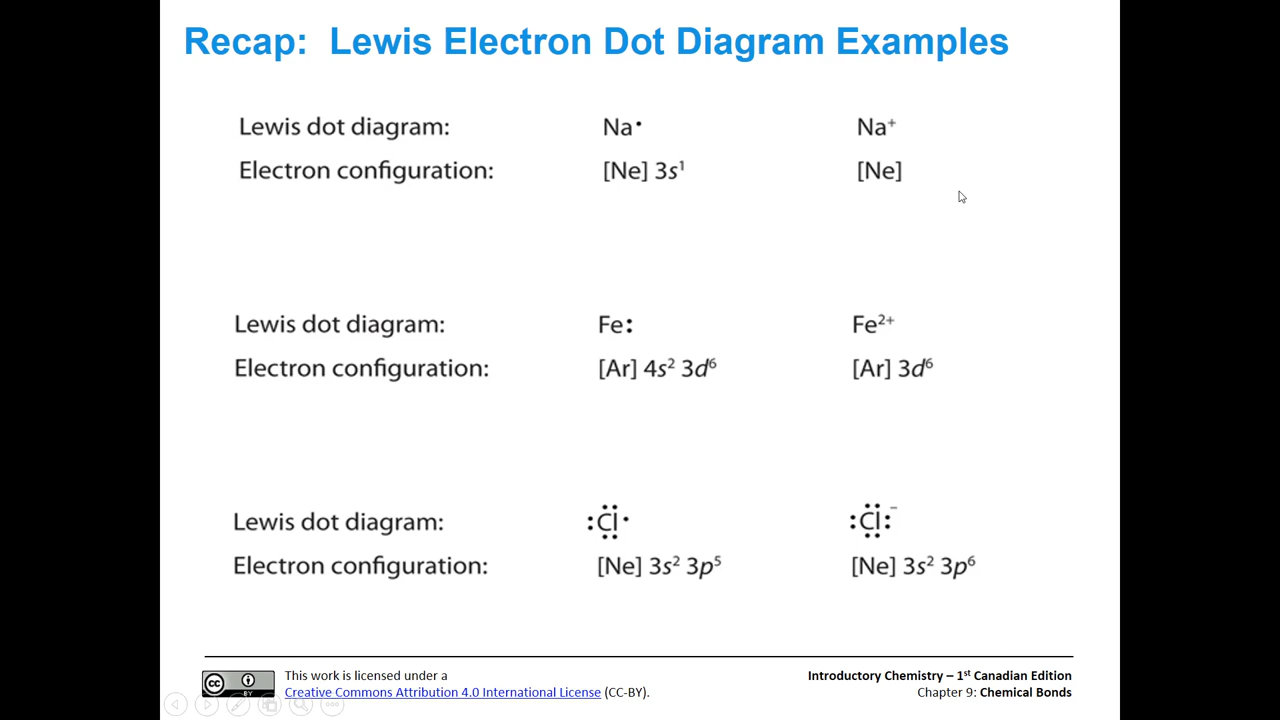 Recap: Lewis Electron Dot Diagram Examples
Lewis dot diagram: Na· Na⁺
Electron configuration: [Ne] 3s¹ [Ne]
Lewis dot diagram: Fe: Fe²⁺
Electron configuration: [Ar] 4s² 3d⁶ [Ar] 3d⁶
Lewis dot diagram: :C̤̈l· :C̤̈l:⁻
Electron configuration: [Ne] 3s² 3p⁵ [Ne] 3s² 3p⁶
cc BY
This work is licensed under a
Creative Commons Attribution 4.0 International License (CC-BY).
Introductory Chemistry – 1st Canadian Edition
Chapter 9: Chemical Bonds